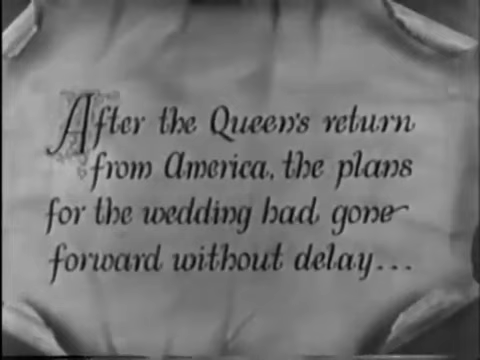 After the Queen's return
from America, the plans
for the wedding had gone
forward without delay...